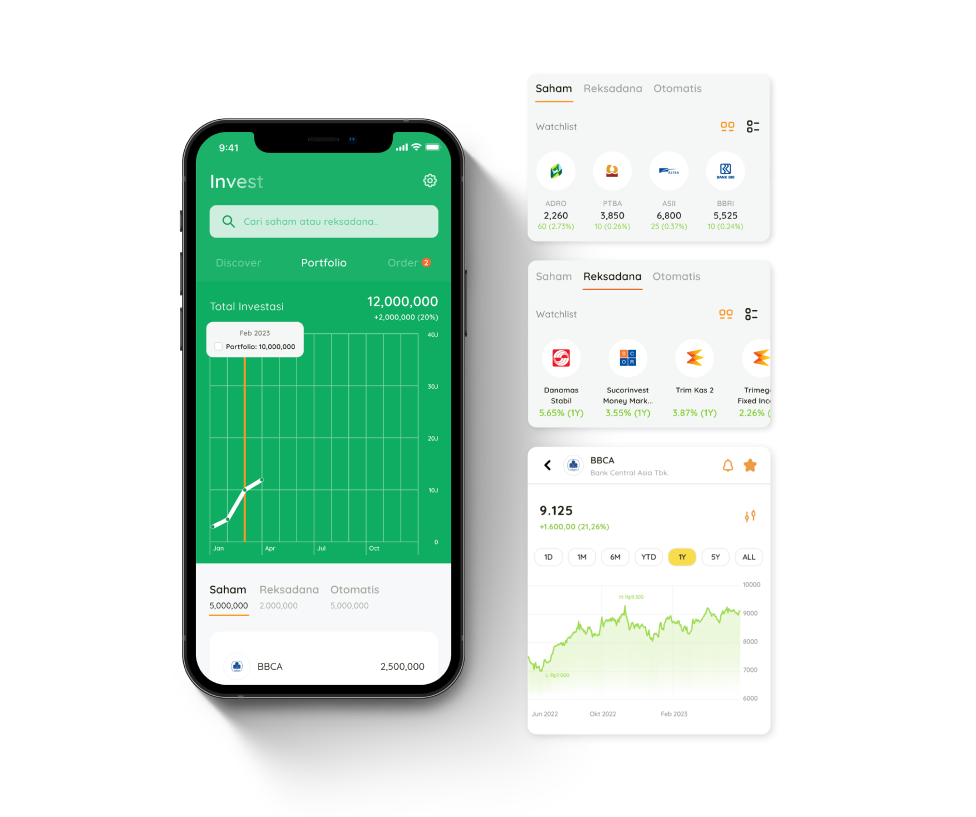 9:41
Invest
Cari saham atau reksadana..
Discover
Portfolio
Order 2
Total Investasi
12,000,000
+2,000,000 (20%)
Feb 2023
Portfolio: 10,000,000
40J
30J
20J
10J
0
Jan
Apr
Jul
Oct
Saham Reksadana Otomatis
5,000,000 2.000,000 5,000,000
BBCA 2,500,000
Saham Reksadana Otomatis
Watchlist
ADRO PTBA ASII BBRI
2,260 3,850 6,800 5,525
60 (2.73%) 10 (0.26%) 25 (0.37%) 10 (0.24%)
Saham Reksadana Otomatis
Watchlist
Danamas Sucorinvest Trim Kas 2 Trimeg
Stabil Money Mark... Fixed Inc
5.65% (1Y) 3.55% (1Y) 3.87% (1Y) 2.26% (
BBCA
Bank Central Asia Tbk.
9.125
+1.600,00 (21,26%)
1D 1M 6M YTD 1Y 5Y ALL
10000
9000
8000
7000
6000
Jun 2022 Okt 2022 Feb 2023